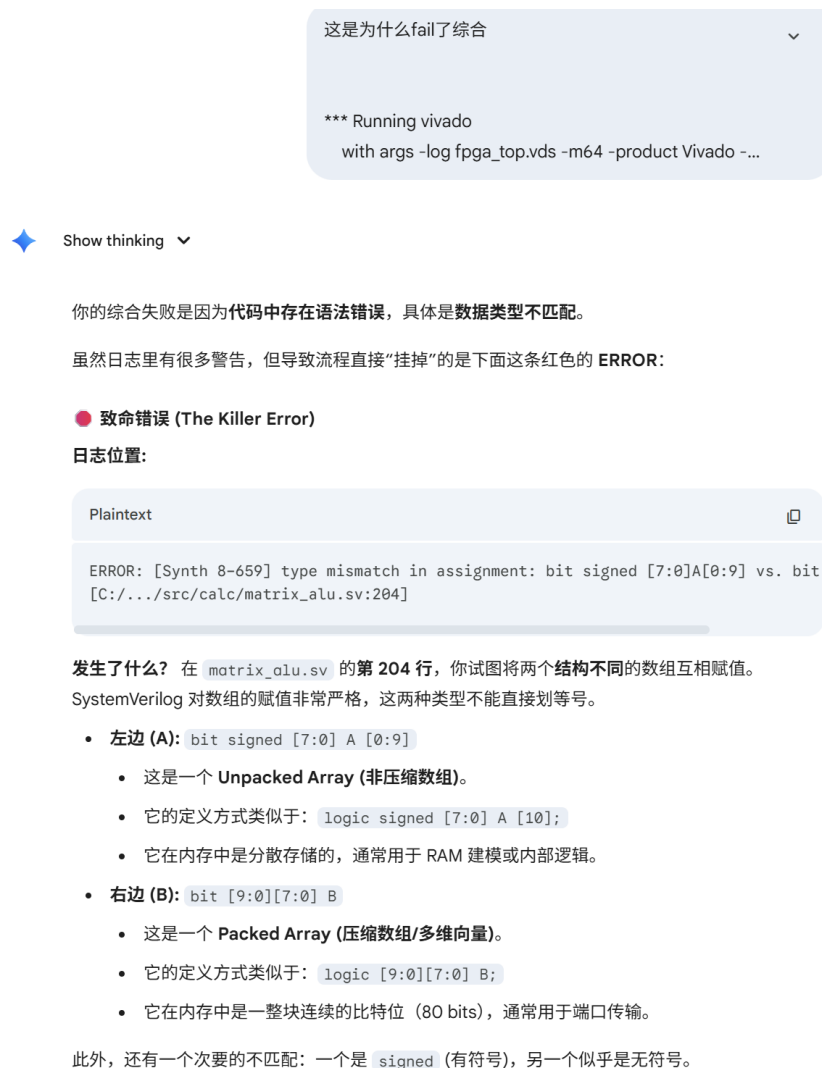 这是为什么fail了综合
*** Running vivado
with args -log fpga_top.vds -m64 -product Vivado -...
Show thinking
你的综合失败是因为代码中存在语法错误，具体是数据类型不匹配。
虽然日志里有很多警告，但导致流程直接“挂掉”的是下面这条红色的 ERROR：
致命错误 (The Killer Error)
日志位置:
Plaintext
ERROR: [Synth 8-659] type mismatch in assignment: bit signed [7:0]A[0:9] vs. bit
[C:/.../src/calc/matrix_alu.sv:204]
发生了什么？ 在 matrix_alu.sv 的第 204 行，你试图将两个结构不同的数组互相赋值。
SystemVerilog 对数组的赋值非常严格，这两种类型不能直接划等号。
• 左边 (A): bit signed [7:0] A [0:9]
• 这是一个 Unpacked Array (非压缩数组)。
• 它的定义方式类似于： logic signed [7:0] A [10];
• 它在内存中是分散存储的，通常用于 RAM 建模或内部逻辑。
• 右边 (B): bit [9:0][7:0] B
• 这是一个 Packed Array (压缩数组/多维向量)。
• 它的定义方式类似于： logic [9:0][7:0] B;
• 它在内存中是一整块连续的比特位（80 bits），通常用于端口传输。
此外，还有一个次要的不匹配：一个是 signed (有符号)，另一个似乎是无符号。